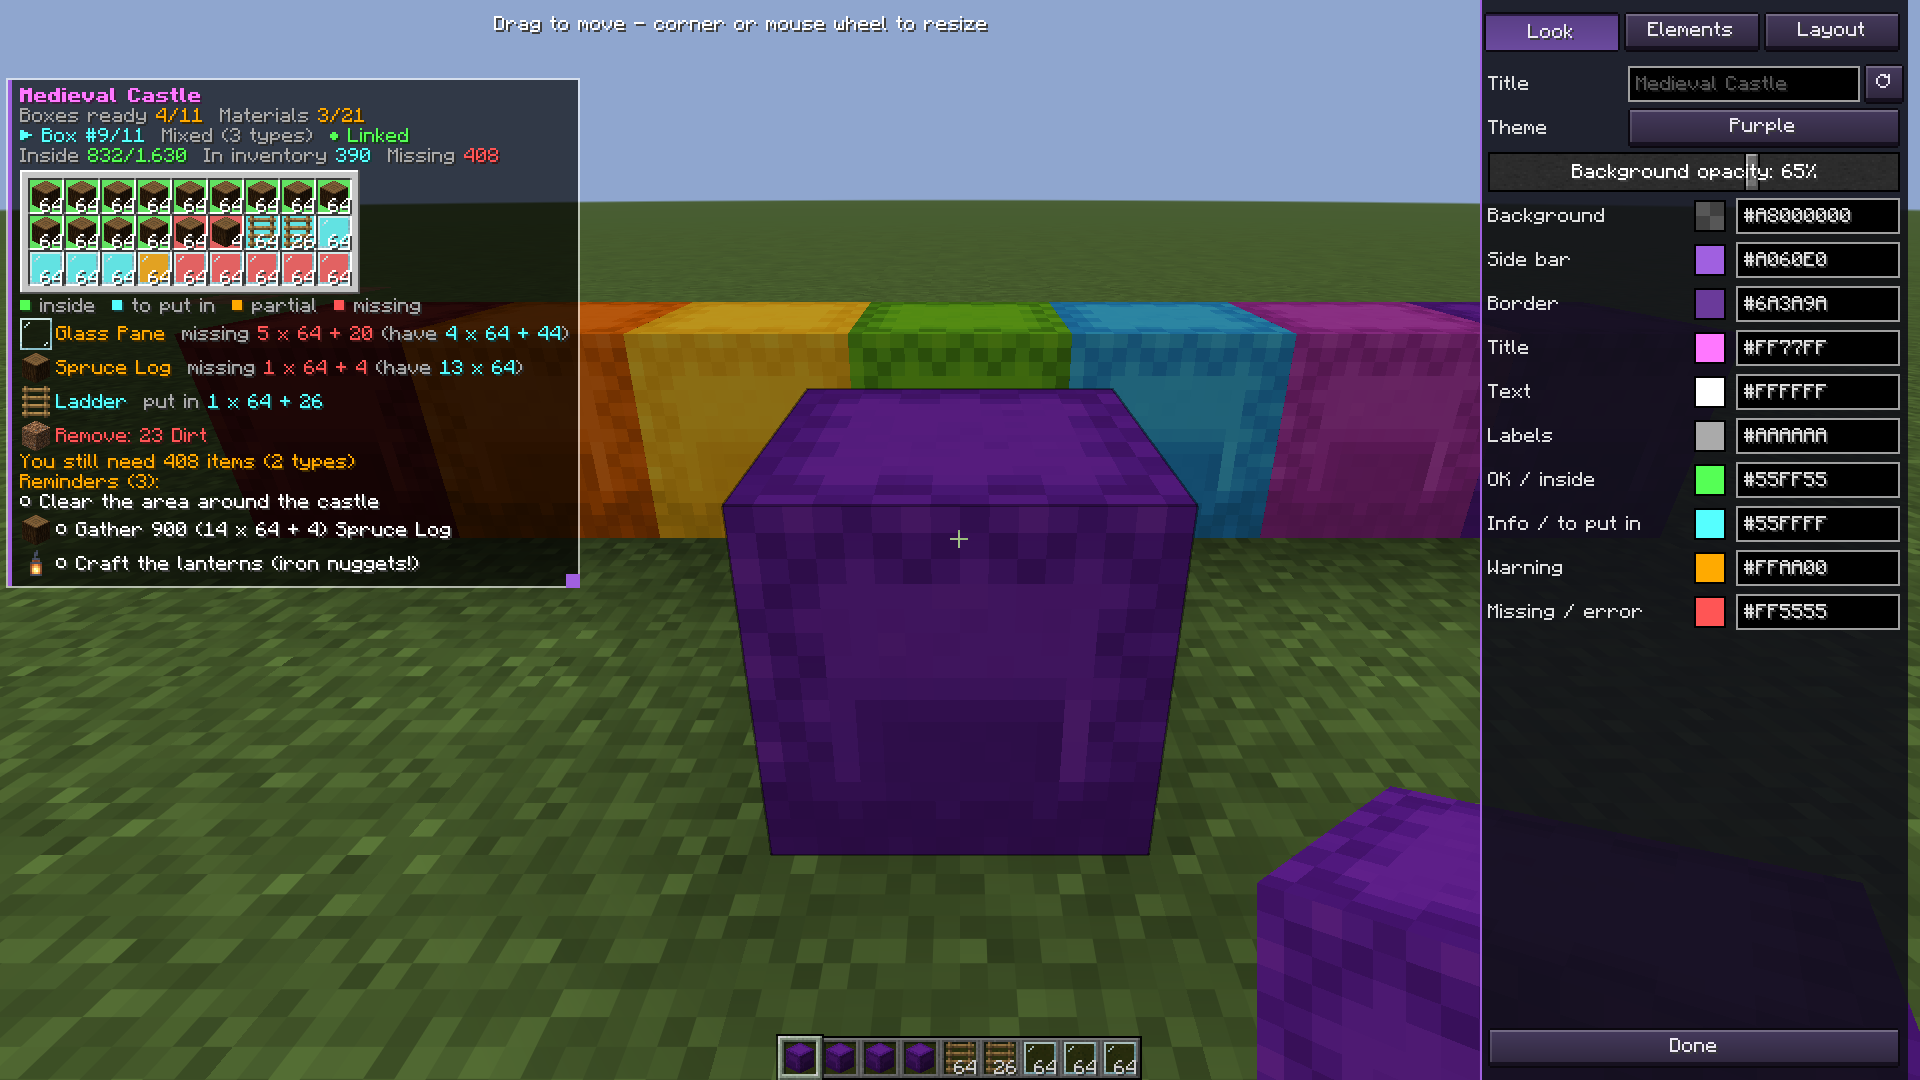 Drag to move - corner or mouse wheel to resize
Medieval Castle
Boxes ready 4/11 Materials 3/21
► Box #9/11 Mixed (3 types) ● Linked
Inside 832/1.630 In inventory 390 Missing 408
64 64 64 64 64 64 64 64 64
64 64 64 64 64 4 64 26 64
64 64 64 64 64 64 64 64 64
inside to put in partial missing
Glass Pane missing 5 x 64 + 20 (have 4 x 64 + 44)
Spruce Log missing 1 x 64 + 4 (have 13 x 64)
Ladder put in 1 x 64 + 26
Remove: 23 Dirt
You still need 408 items (2 types)
Reminders (3):
o Clear the area around the castle
o Gather 900 (14 x 64 + 4) Spruce Log
o Craft the lanterns (iron nuggets!)
64 26 64 64 64
Look Elements Layout
Title Medieval Castle
Theme Purple
Background opacity: 65%
Background #A8000000
Side bar #A060E0
Border #6A3A9A
Title #FF77FF
Text #FFFFFF
Labels #AAAAAA
OK / inside #55FF55
Info / to put in #55FFFF
Warning #FFAA00
Missing / error #FF5555
Done